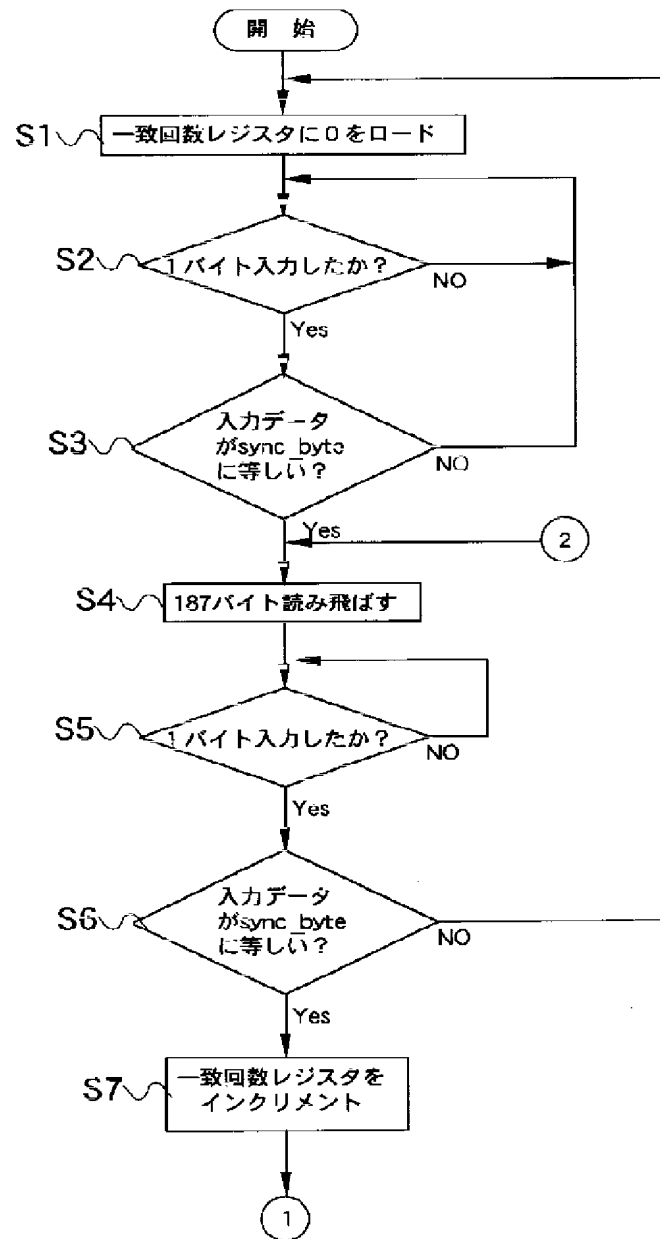 開 始
S1
一致回数レジスタに0をロード
S2
1バイト入力したか?
NO
Yes
S3
入力データ
がsync_byte
に等しい?
NO
Yes
2
S4
187バイト読み飛ばす
S5
1バイト入力したか?
NO
Yes
S6
入力データ
がsync_byte
に等しい?
NO
Yes
S7
一致回数レジスタを
インクリメント
1